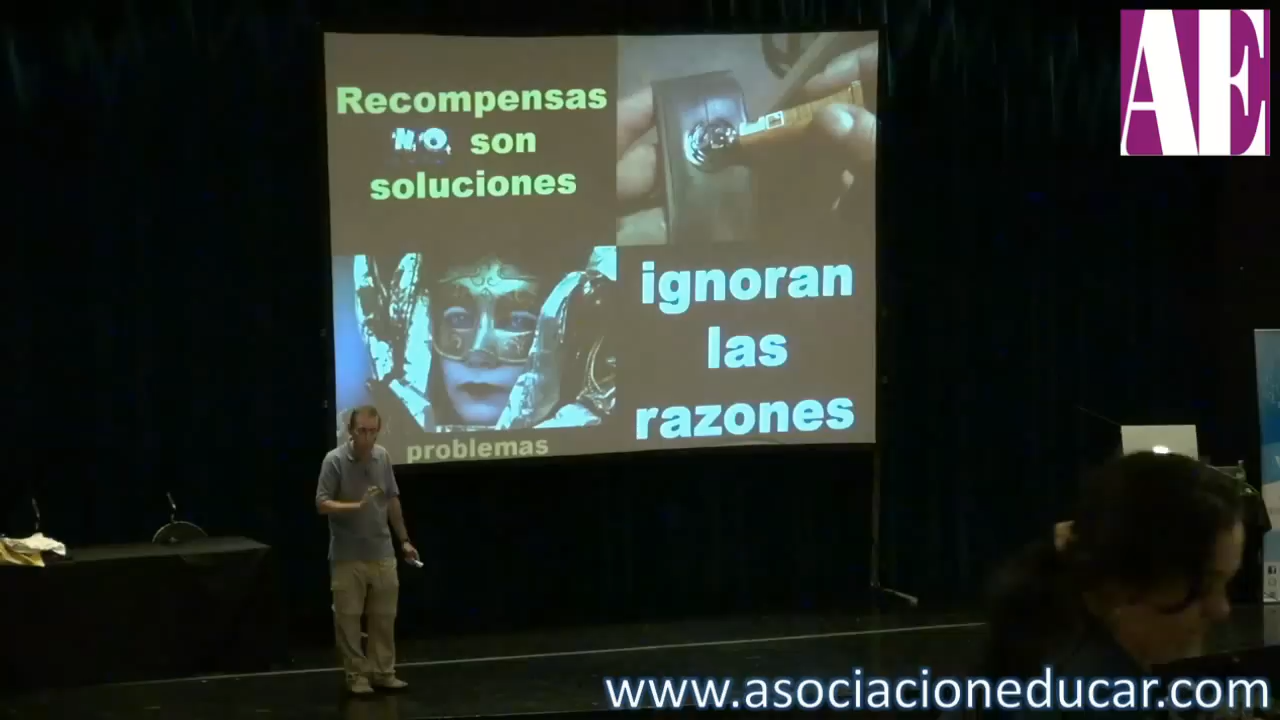 Recompensas
NO son
soluciones
ignoran
las
razones
problemas
AE
www.asociacioneducar.com